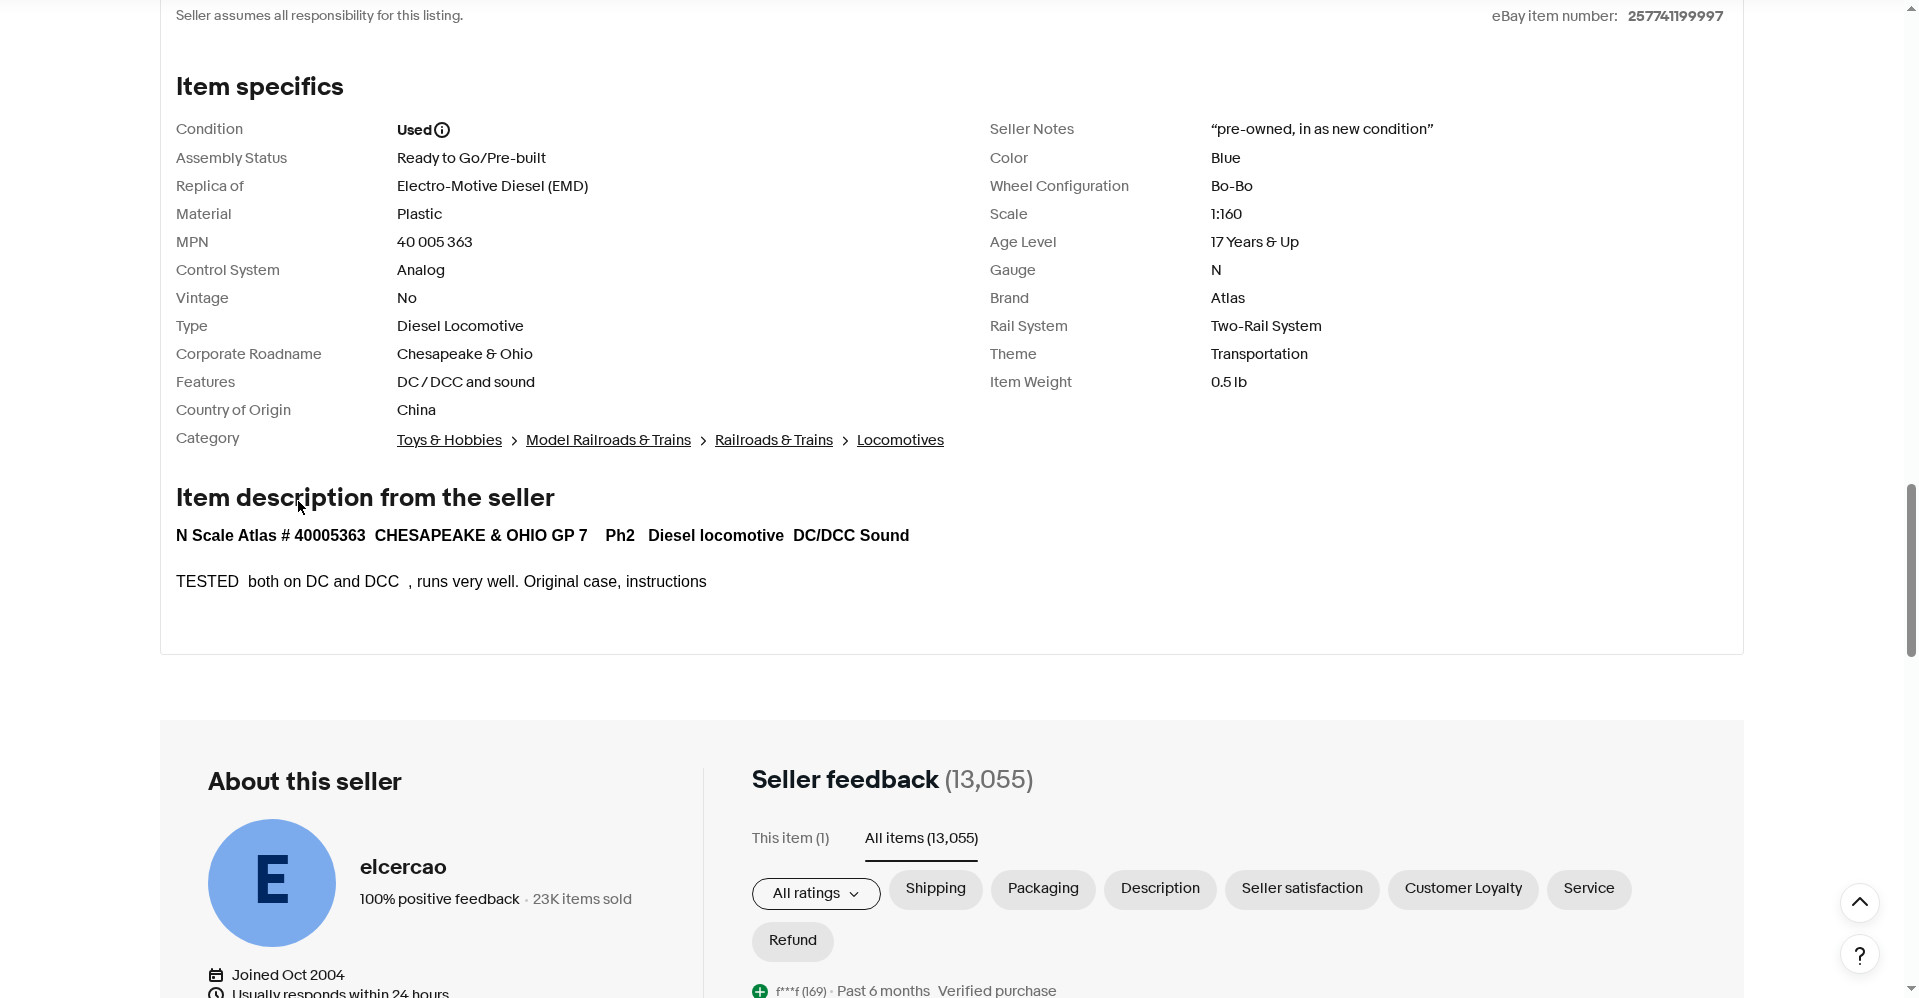 Seller assumes all responsibility for this listing.
eBay item number: 257741199997
Item specifics
Condition Used
Seller Notes “pre-owned, in as new condition”
Assembly Status Ready to Go/Pre-built
Color Blue
Replica of Electro-Motive Diesel (EMD)
Wheel Configuration Bo-Bo
Material Plastic
Scale 1:160
MPN 40 005 363
Age Level 17 Years & Up
Control System Analog
Gauge N
Vintage No
Brand Atlas
Type Diesel Locomotive
Rail System Two-Rail System
Corporate Roadname Chesapeake & Ohio
Theme Transportation
Features DC / DCC and sound
Item Weight 0.5 lb
Country of Origin China
Category Toys & Hobbies > Model Railroads & Trains > Railroads & Trains > Locomotives
Item description from the seller
N Scale Atlas # 40005363 CHESAPEAKE & OHIO GP 7 Ph2 Diesel locomotive DC/DCC Sound
TESTED both on DC and DCC , runs very well. Original case, instructions
About this seller
E
elcercao
100% positive feedback · 23K items sold
Joined Oct 2004
Usually responds within 24 hours
Seller feedback (13,055)
This item (1) All items (13,055)
All ratings Shipping Packaging Description Seller satisfaction Customer Loyalty Service
Refund
f***f (169) · Past 6 months Verified purchase
?